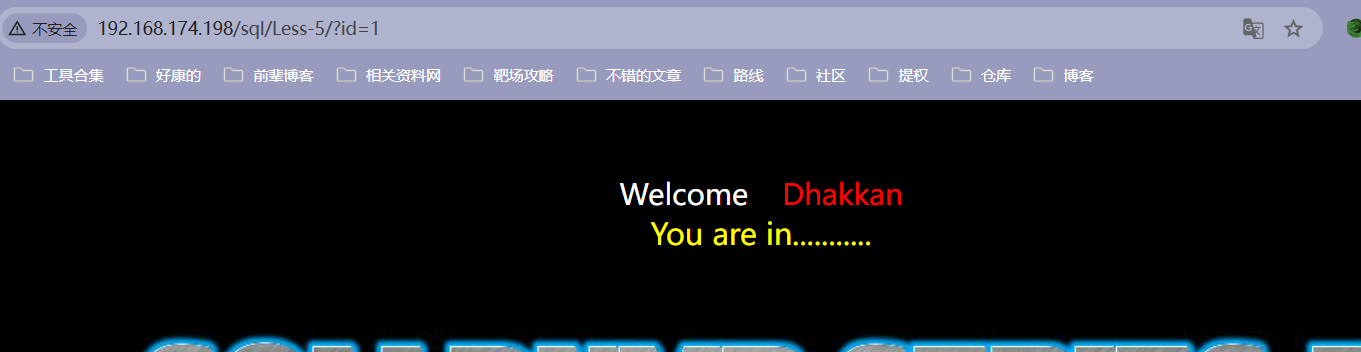 不安全 192.168.174.198/sql/Less-5/?id=1
工具合集 好康的 前辈博客 相关资料网 靶场攻略 不错的文章 路线 社区 提权 仓库 博客
Welcome Dhakkan
You are in...........